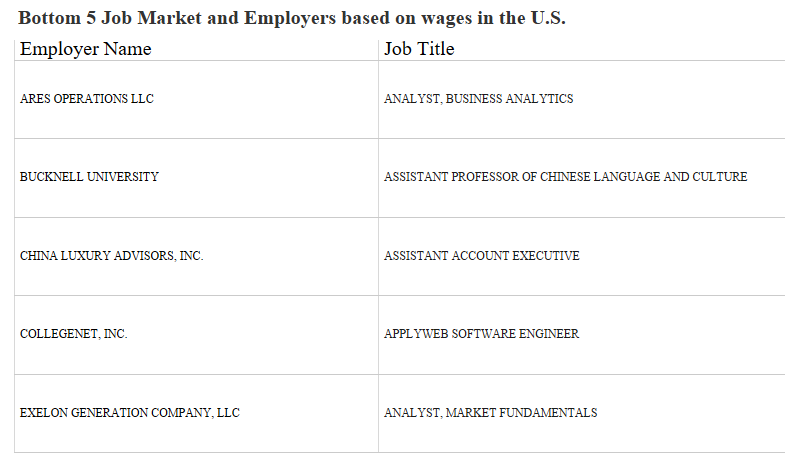 Bottom 5 Job Market and Employers based on wages in the U.S.
Employer Name Job Title
ARES OPERATIONS LLC ANALYST, BUSINESS ANALYTICS
BUCKNELL UNIVERSITY ASSISTANT PROFESSOR OF CHINESE LANGUAGE AND CULTURE
CHINA LUXURY ADVISORS, INC. ASSISTANT ACCOUNT EXECUTIVE
COLLEGENET, INC. APPLYWEB SOFTWARE ENGINEER
EXELON GENERATION COMPANY, LLC ANALYST, MARKET FUNDAMENTALS